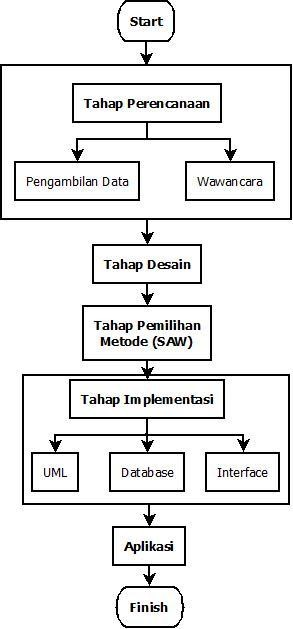 Start
Tahap Perencanaan
Pengambilan Data
Wawancara
Tahap Desain
Tahap Pemilihan
Metode (SAW)
Tahap Implementasi
UML
Database
Interface
Aplikasi
Finish